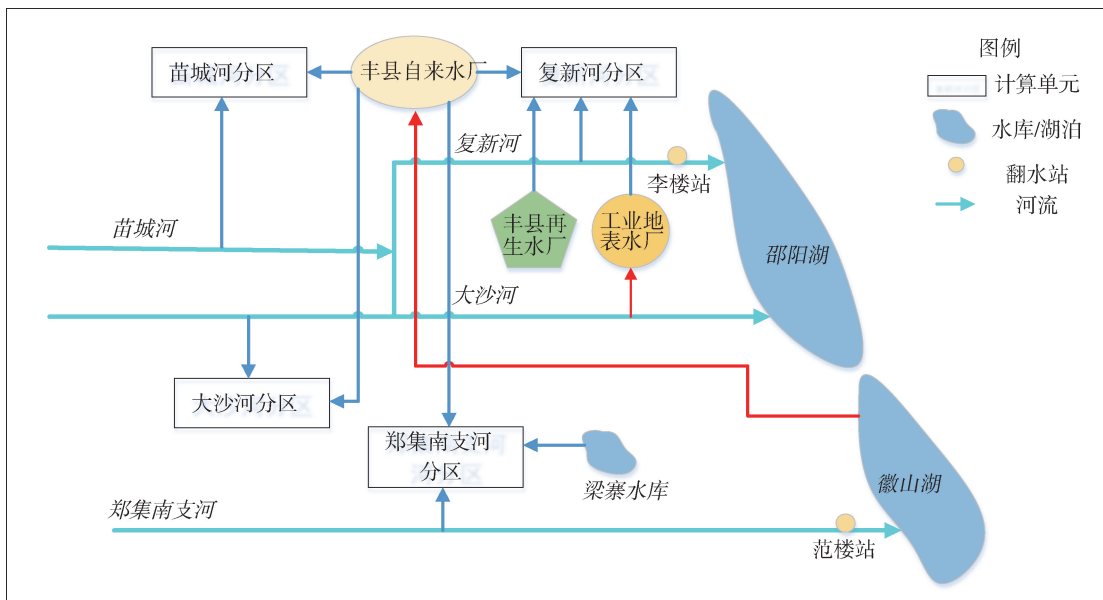 图例
苗城河分区
丰县自来水厂
复新河分区
计算单元
水库/湖泊
复新河
李楼站
翻水站
河流
苗城河
丰县再
生水厂
工业地
表水厂
邵阳湖
大沙河
大沙河分区
郑集南支河
分区
梁寨水库
徽山湖
郑集南支河
范楼站